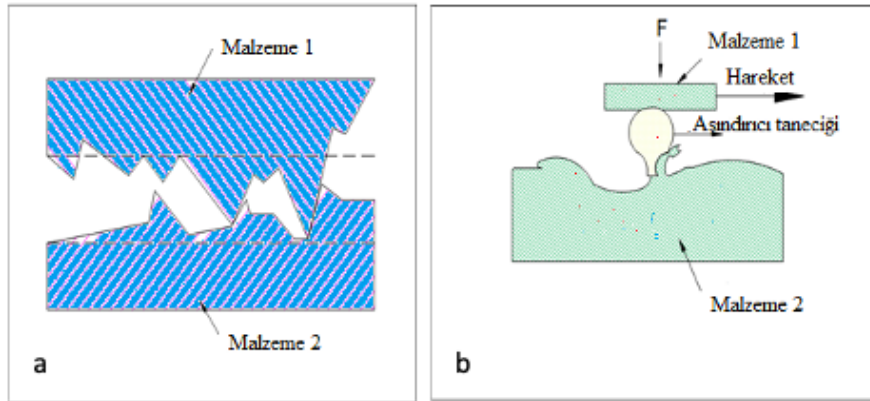 Malzeme 1
Malzeme 2
a
F
Malzeme 1
Hareket
Aşındırıcı taneciği
Malzeme 2
b